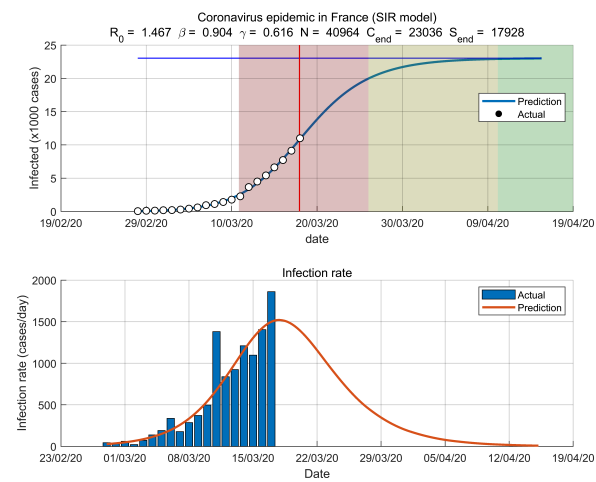 Coronavirus epidemic in France (SIR model)
R0 = 1.467 β = 0.904 γ = 0.616 N = 40964 Cend = 23036 Send = 17928
25
20
15
10
5
0
Infected (x1000 cases)
Prediction
Actual
19/02/20 29/02/20 10/03/20 20/03/20 30/03/20 09/04/20 19/04/20
date
Infection rate
2000
1500
1000
500
0
Infection rate (cases/day)
Actual
Prediction
23/02/20 01/03/20 08/03/20 15/03/20 22/03/20 29/03/20 05/04/20 12/04/20 19/04/20
Date